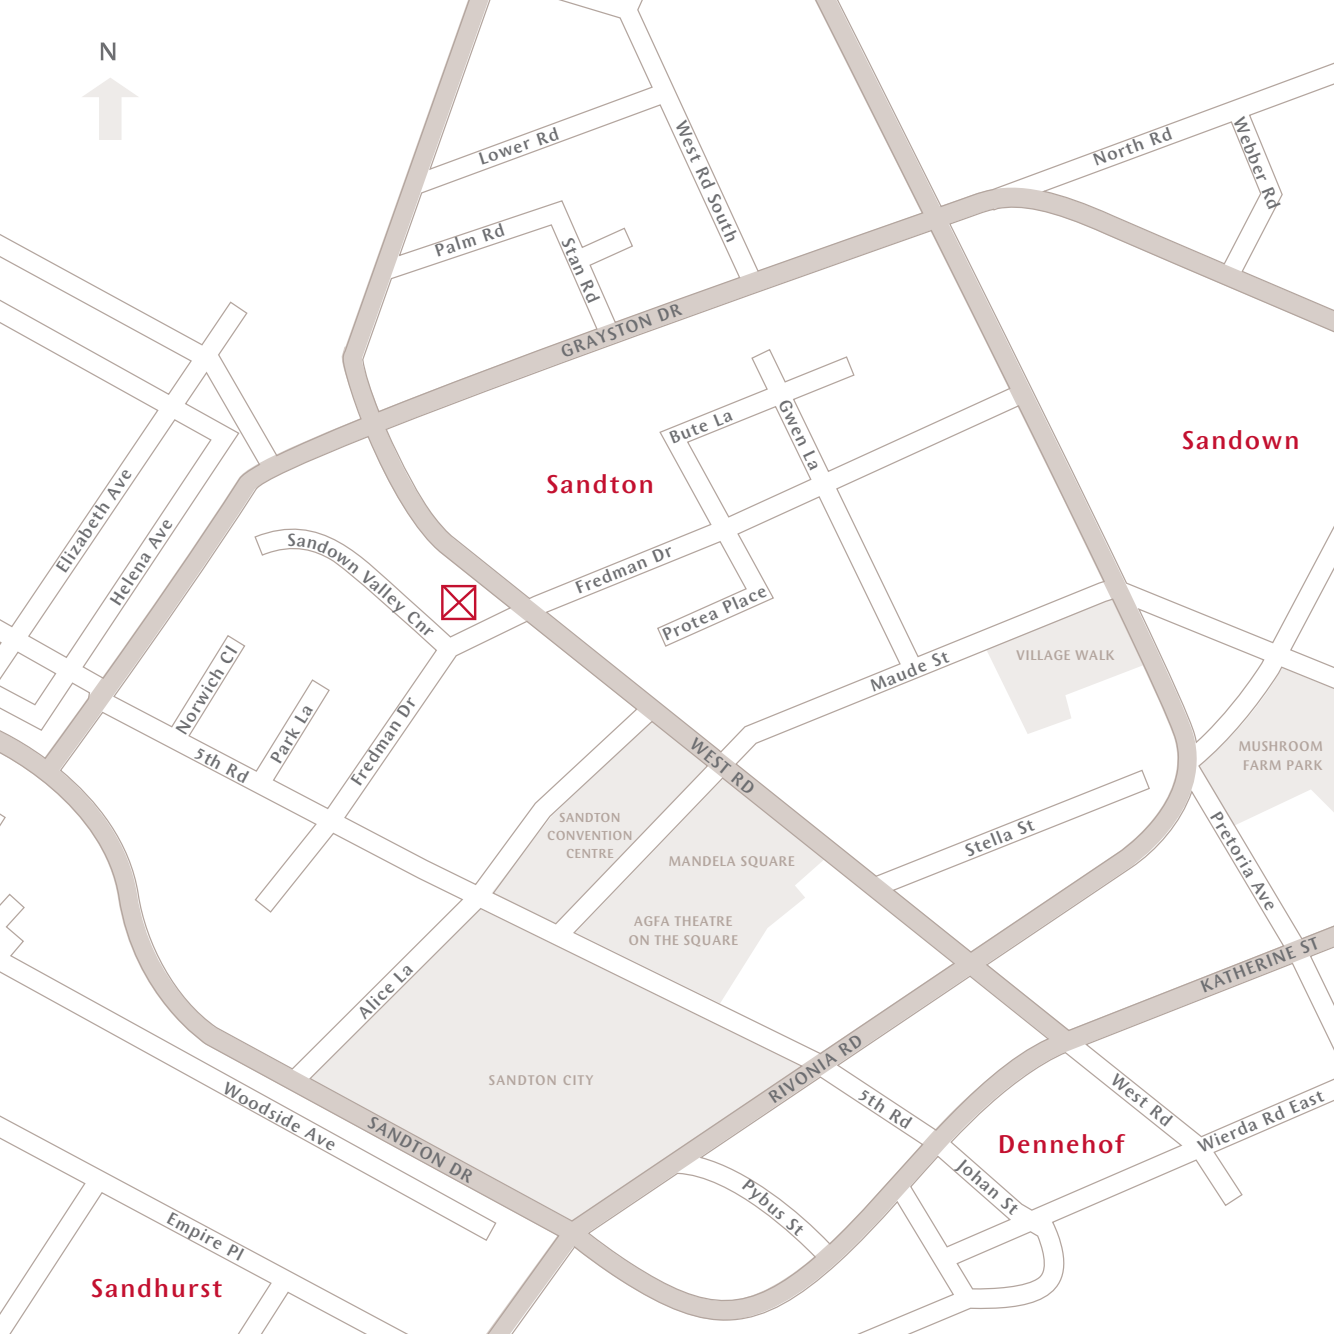 N
Lower Rd
West Rd South
North Rd
Webber Rd
Palm Rd
Stan Rd
GRAYSTON DR
Bute La
Gwen La
Sandown
Sandton
Elizabeth Ave
Helena Ave
Sandown Valley Cnr
Fredman Dr
Protea Place
Norwich Cl
Park La
Fredman Dr
5th Rd
Maude St
VILLAGE WALK
WEST RD
MUSHROOM
FARM PARK
SANDTON
CONVENTION
CENTRE
MANDELA SQUARE
Stella St
Pretoria Ave
AGFA THEATRE
ON THE SQUARE
KATHERINE ST
Alice La
SANDTON CITY
RIVONIA RD
5th Rd
West Rd
Wierda Rd East
Woodside Ave
SANDTON DR
Dennehof
Johan St
Pybus St
Empire Pl
Sandhurst